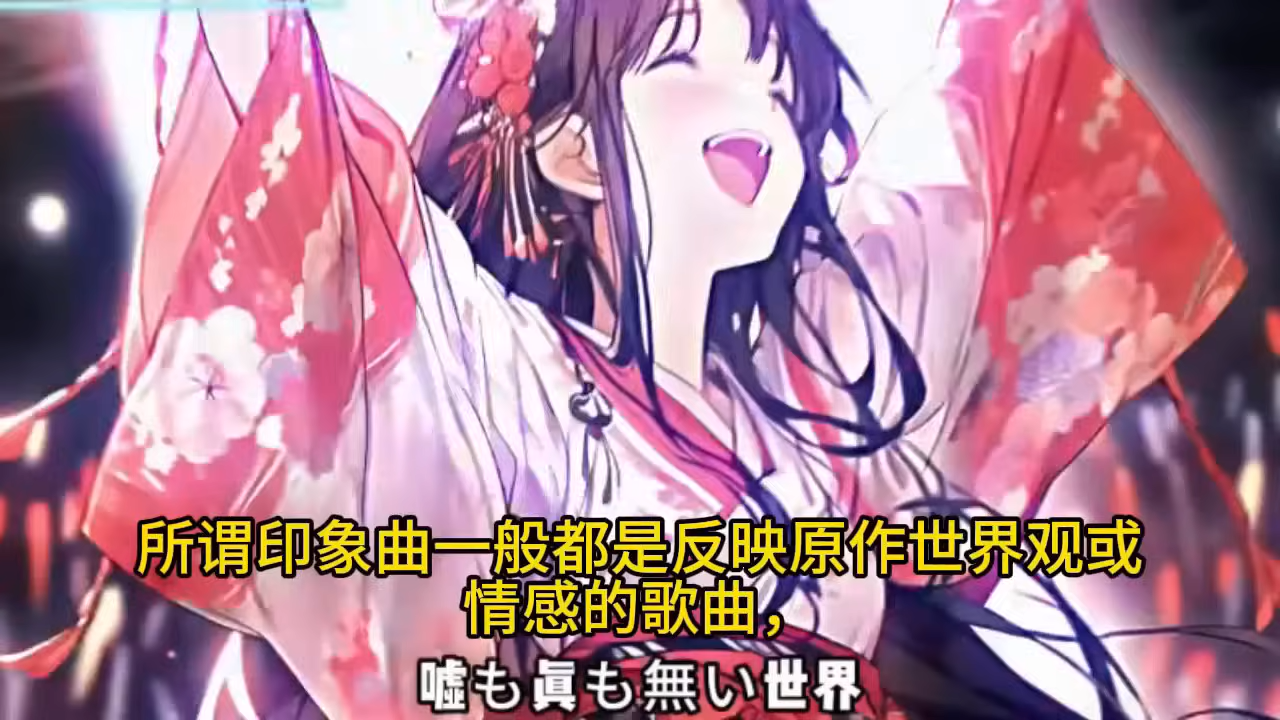 所谓印象曲一般都是反映原作世界观或
情感的歌曲，
嘘も眞も無い世界